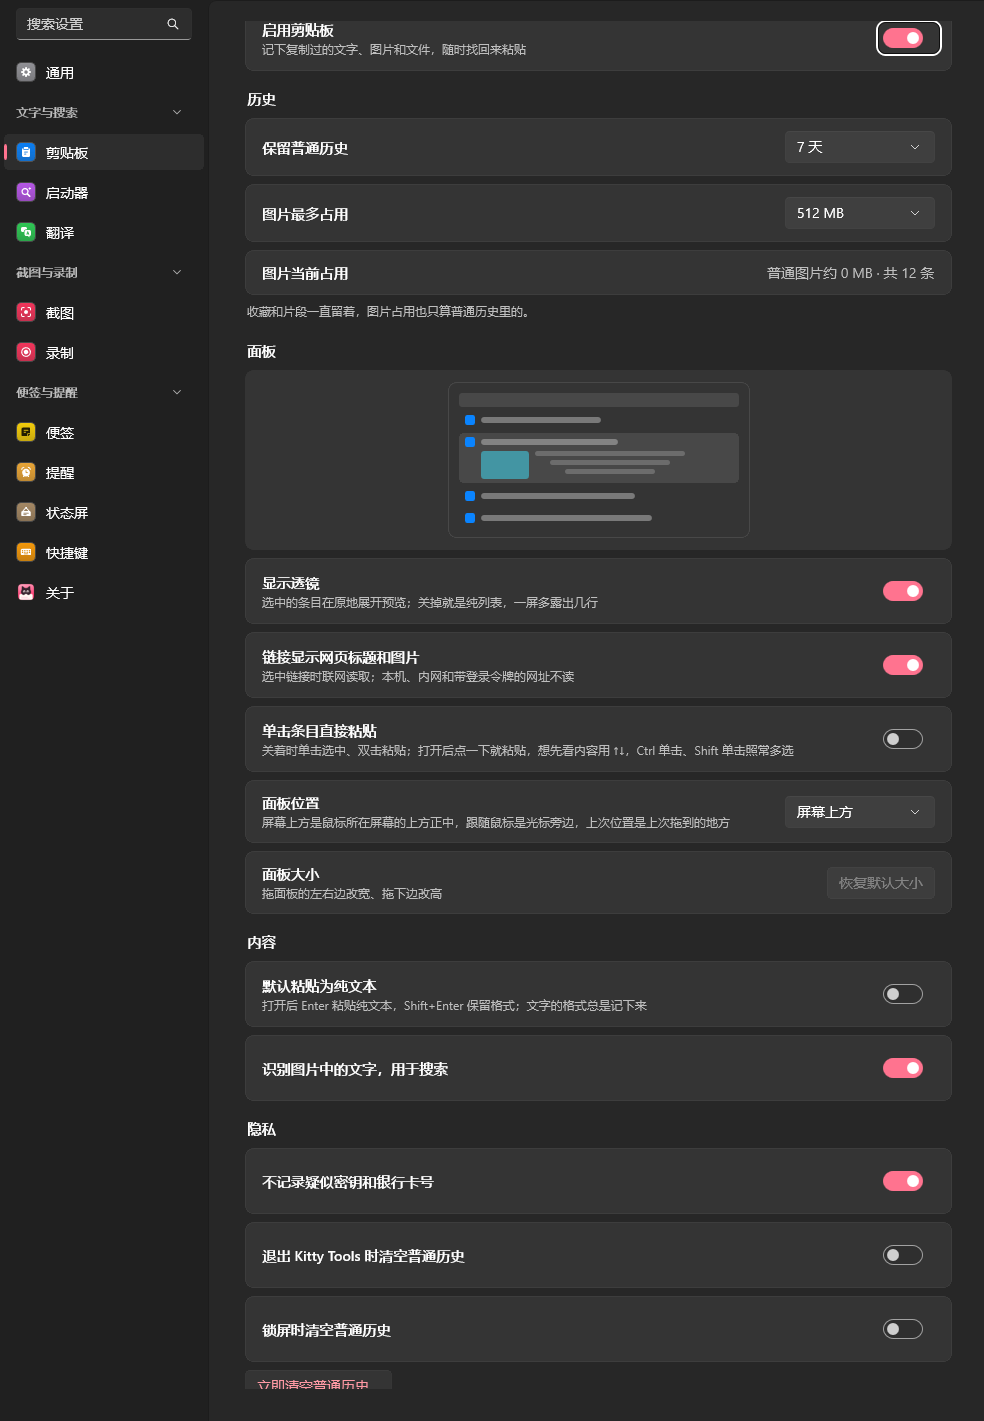 搜索设置
通用
文字与搜索
剪贴板
启动器
翻译
截图与录制
截图
录制
便签与提醒
便签
提醒
状态屏
快捷键
关于
启用剪贴板
记下复制过的文字、图片和文件，随时找回来粘贴
历史
保留普通历史
7 天
图片最多占用
512 MB
图片当前占用
普通图片约 0 MB · 共 12 条
收藏和片段一直留着，图片占用也只算普通历史里的。
面板
显示透镜
选中的条目在原地展开预览；关掉就是纯列表，一屏多露出几行
链接显示网页标题和图片
选中链接时联网读取；本机、内网和带登录令牌的网址不读
单击条目直接粘贴
关着时单击选中、双击粘贴；打开后点一下就粘贴，想先看内容用 ↑↓，Ctrl 单击、Shift 单击照常多选
面板位置
屏幕上方是鼠标所在屏幕的上方正中，跟随鼠标是光标旁边，上次位置是上次拖到的地方
屏幕上方
面板大小
拖面板的左右边改宽、拖下边改高
恢复默认大小
内容
默认粘贴为纯文本
打开后 Enter 粘贴纯文本，Shift+Enter 保留格式；文字的格式总是记下来
识别图片中的文字，用于搜索
隐私
不记录疑似密钥和银行卡号
退出 Kitty Tools 时清空普通历史
锁屏时清空普通历史
立即清空普通历史